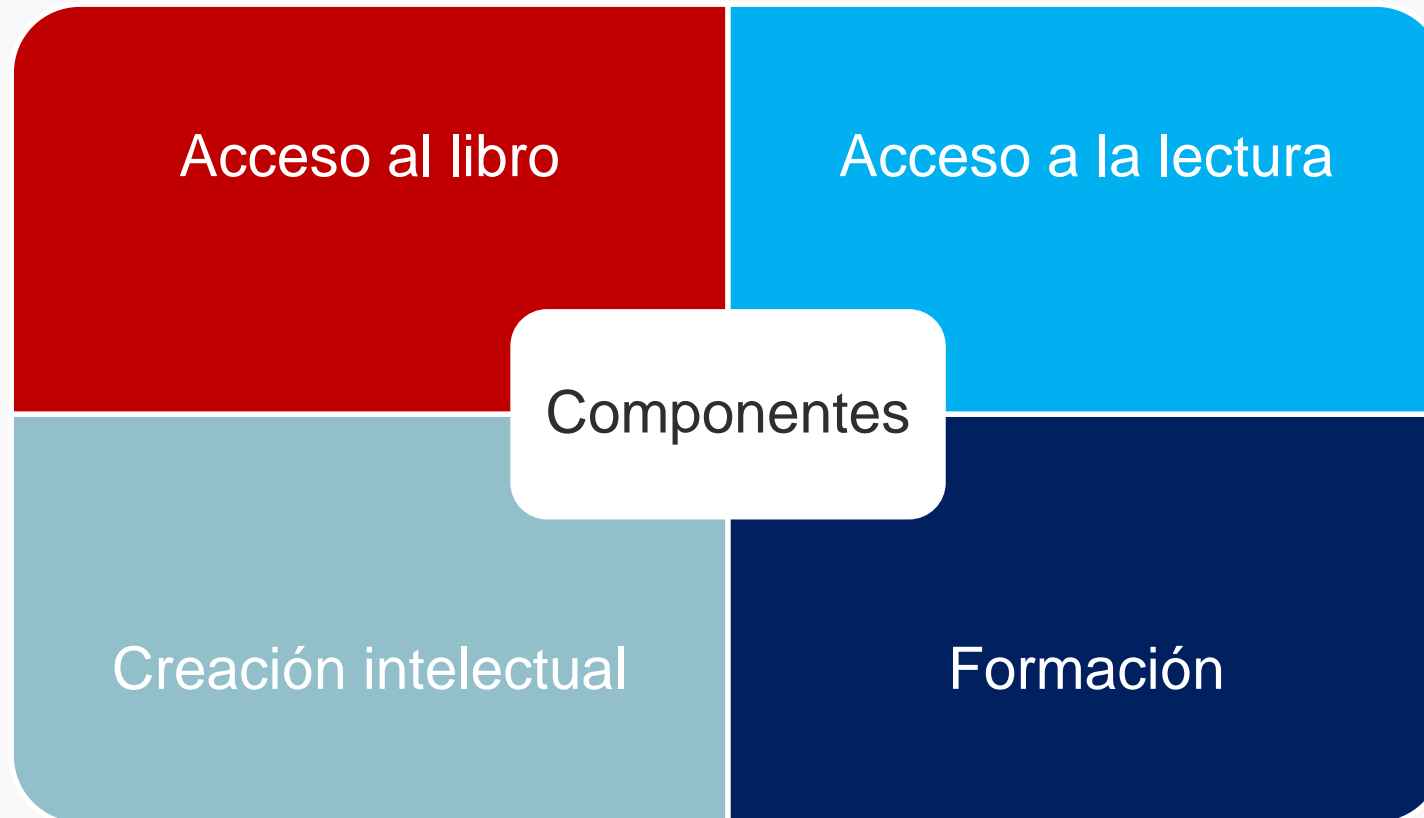 Acceso al libro
Acceso a la lectura
Componentes
Creación intelectual
Formación